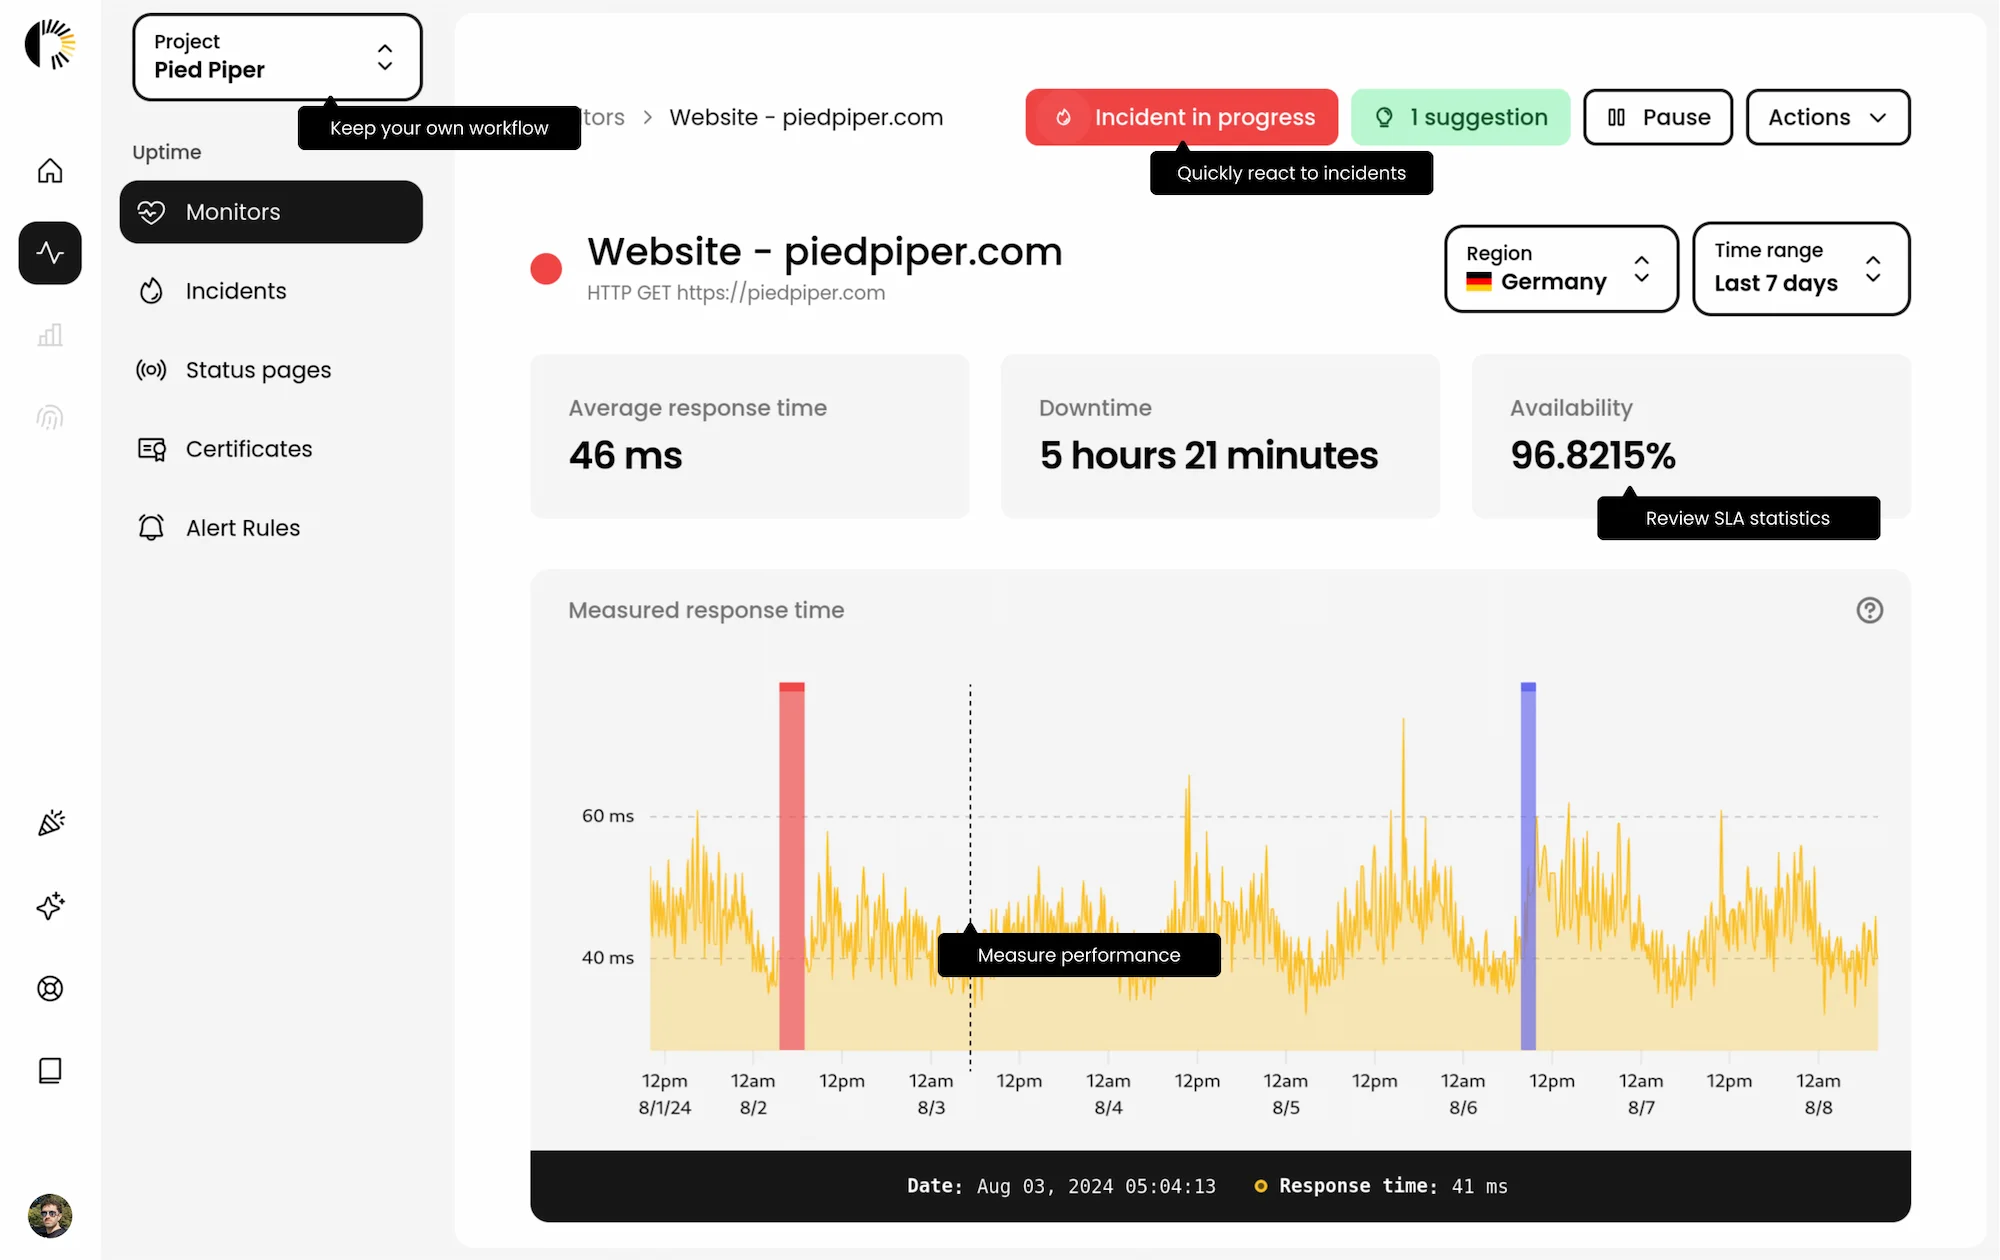 Project
Pied Piper
Keep your own workflow
tors > Website - piedpiper.com
Incident in progress
1 suggestion
Pause
Actions
Quickly react to incidents
Uptime
Monitors
Incidents
Status pages
Certificates
Alert Rules
Website - piedpiper.com
HTTP GET https://piedpiper.com
Region
Germany
Time range
Last 7 days
Average response time
46 ms
Downtime
5 hours 21 minutes
Availability
96.8215%
Review SLA statistics
Measured response time
60 ms
40 ms
Measure performance
12pm 12am 12pm 12am 12pm 12am 12pm 12am 12pm 12am 12pm 12am 12pm 12am
8/1/24 8/2 8/3 8/4 8/5 8/6 8/7 8/8
Date: Aug 03, 2024 05:04:13 Response time: 41 ms